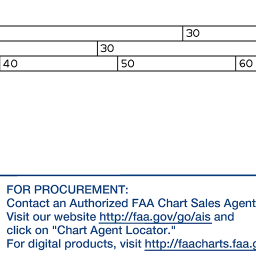 30
30
40 50 60
FOR PROCUREMENT:
Contact an Authorized FAA Chart Sales Agent
Visit our website http://faa.gov/go/ais and
click on "Chart Agent Locator."
For digital products, visit http://faacharts.faa.g